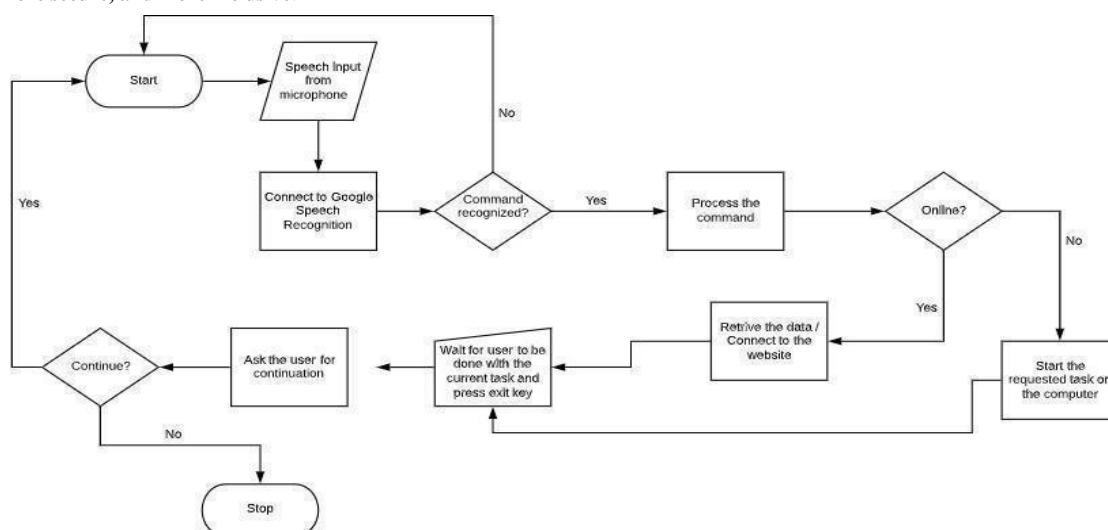 Start
Speech Input
from
microphone
No
Connect to Google
Speech
Recognition
Command
recognized?
Yes
Process the
command
Online?
No
Yes
Yes
Retrive the data /
Connect to the
website
Start the
requested task on
the computer
Wait for user to be
done with the
current task and
press exit key
Ask the user for
continuation
Continue?
No
Stop